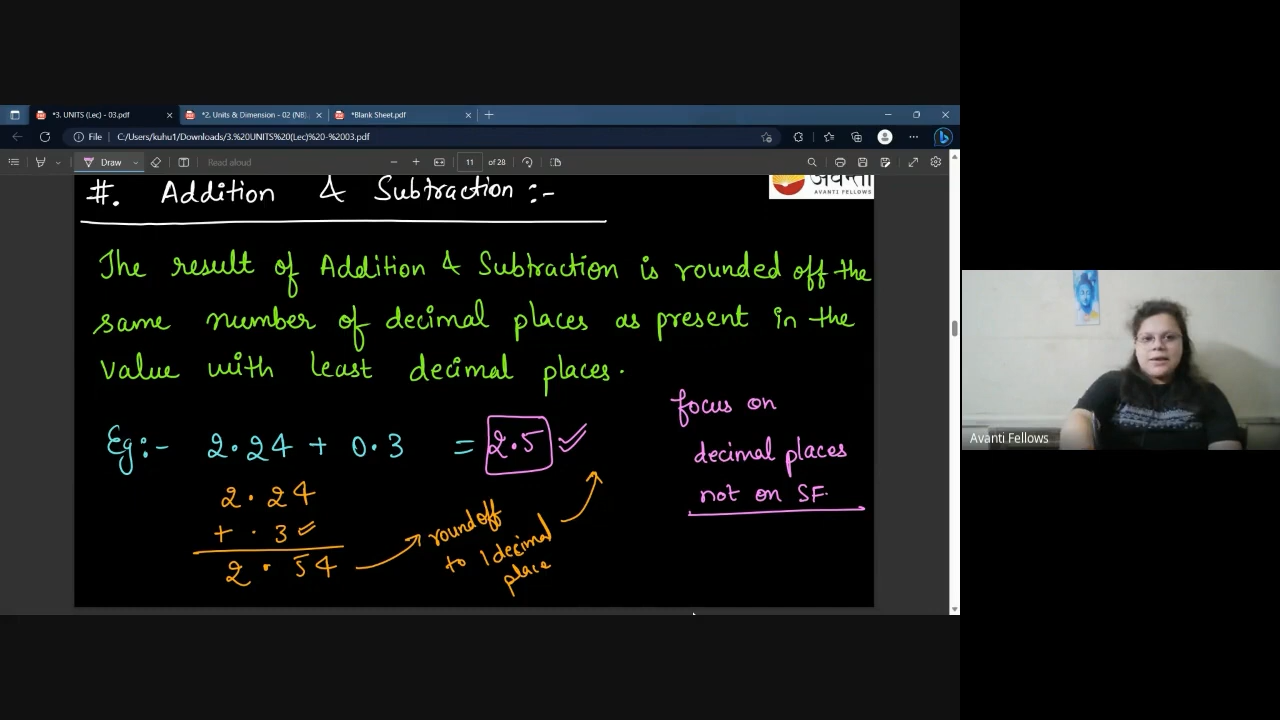 *3. UNITS (Lec) - 03.pdf
*2. Units & Dimension - 02 (NB).
*Blank Sheet.pdf
File
C:/Users/kuhu1/Downloads/3.%20UNITS%20(Lec)%20-%2003.pdf
Draw
Read aloud
11 of 28
#. Addition & Subtraction :-
अवन्ती
AVANTI FELLOWS
The result of Addition & Subtraction is rounded off the
same number of decimal places as present in the
value with least decimal places.
focus on
decimal places
not on SF.
Eg:- 2.24 + 0.3 = 2.5
2.24
+ .3
2.54
round off
to 1 decimal
place
Avanti Fellows